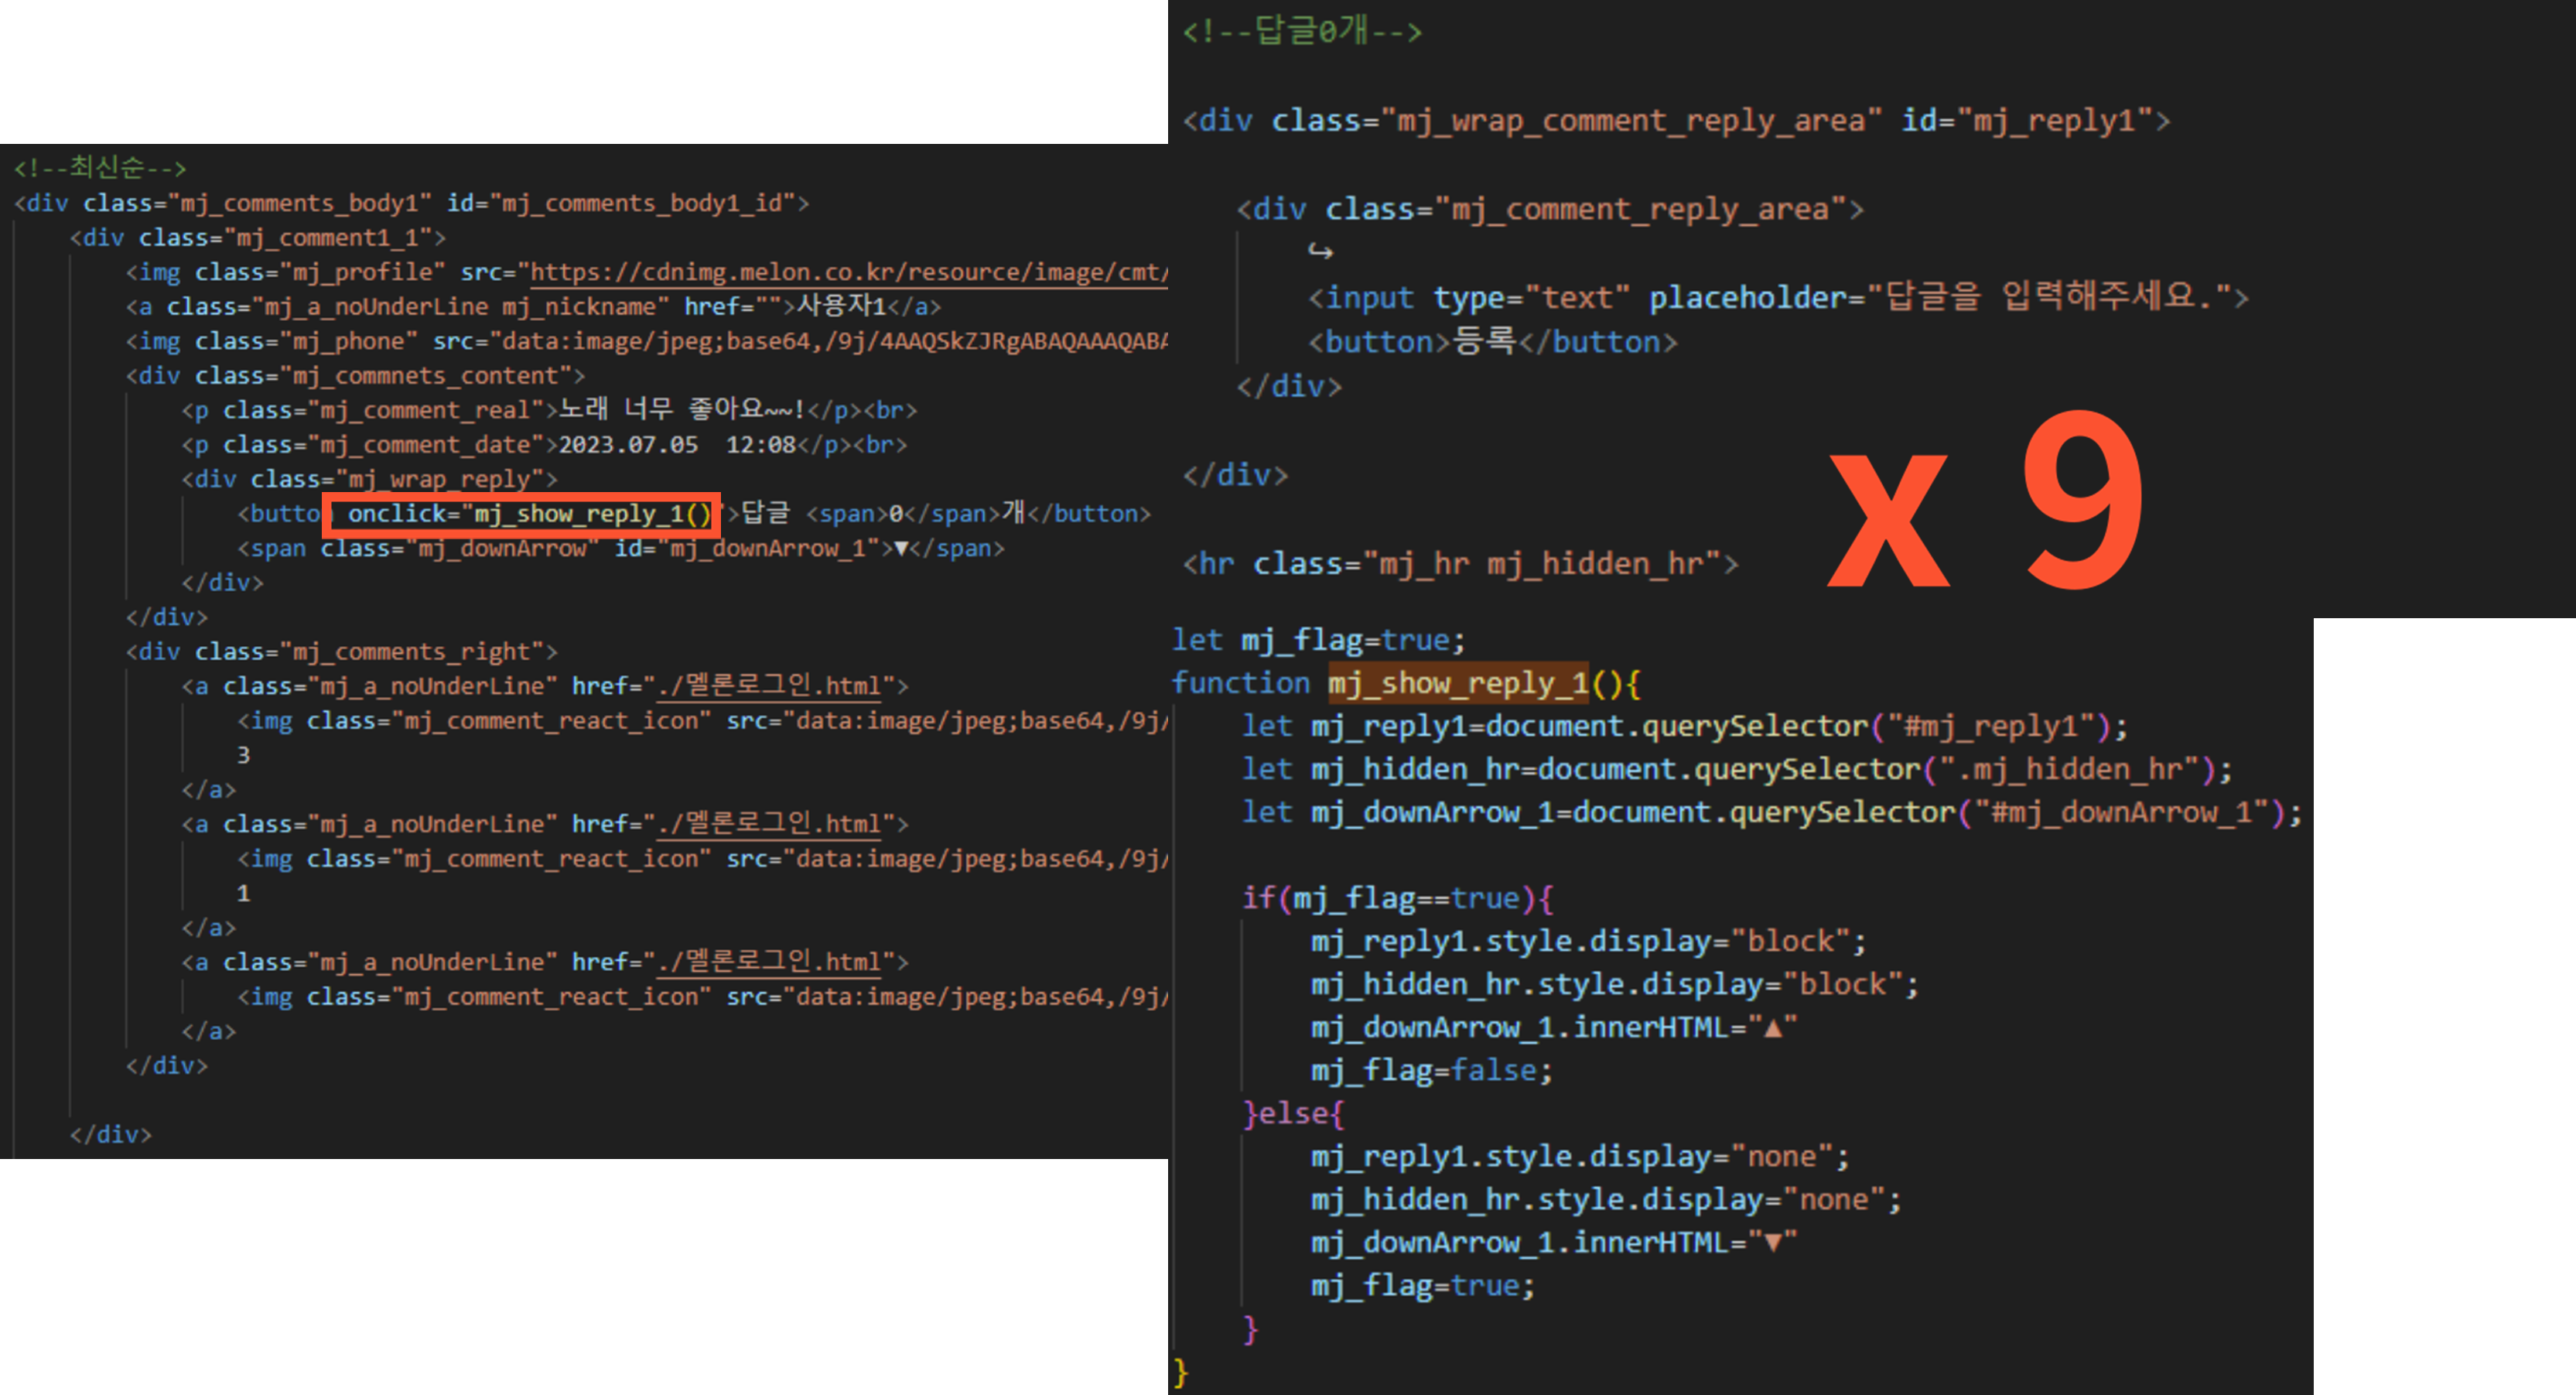 <!--최신순-->
<div class="mj_comments_body1" id="mj_comments_body1_id">
<div class="mj_comment1_1">
<img class="mj_profile" src="https://cdnimg.melon.co.kr/resource/image/cmt/
<a class="mj_a_noUnderLine mj_nickname" href="">사용자1</a>
<img class="mj_phone" src="data:image/jpeg;base64,/9j/4AAQSkZJRgABAQAAAQABA
<div class="mj_commnets_content">
<p class="mj_comment_real">노래 너무 좋아요~~!</p><br>
<p class="mj_comment_date">2023.07.05  12:08</p><br>
<div class="mj_wrap_reply">
<button onclick="mj_show_reply_1()">답글 <span>0</span>개</button>
<span class="mj_downArrow" id="mj_downArrow_1">▼</span>
</div>
</div>
<div class="mj_comments_right">
<a class="mj_a_noUnderLine" href="./멜론로그인.html">
<img class="mj_comment_react_icon" src="data:image/jpeg;base64,/9j/
3
</a>
<a class="mj_a_noUnderLine" href="./멜론로그인.html">
<img class="mj_comment_react_icon" src="data:image/jpeg;base64,/9j/
1
</a>
<a class="mj_a_noUnderLine" href="./멜론로그인.html">
<img class="mj_comment_react_icon" src="data:image/jpeg;base64,/9j/
</a>
</div>
</div>
<!--답글0개-->
<div class="mj_wrap_comment_reply_area" id="mj_reply1">
<div class="mj_comment_reply_area">
↪
<input type="text" placeholder="답글을 입력해주세요.">
<button>등록</button>
</div>
</div>
<hr class="mj_hr mj_hidden_hr">
x 9
let mj_flag=true;
function mj_show_reply_1(){
let mj_reply1=document.querySelector("#mj_reply1");
let mj_hidden_hr=document.querySelector(".mj_hidden_hr");
let mj_downArrow_1=document.querySelector("#mj_downArrow_1");
if(mj_flag==true){
mj_reply1.style.display="block";
mj_hidden_hr.style.display="block";
mj_downArrow_1.innerHTML="▲"
mj_flag=false;
}else{
mj_reply1.style.display="none";
mj_hidden_hr.style.display="none";
mj_downArrow_1.innerHTML="▼"
mj_flag=true;
}
}